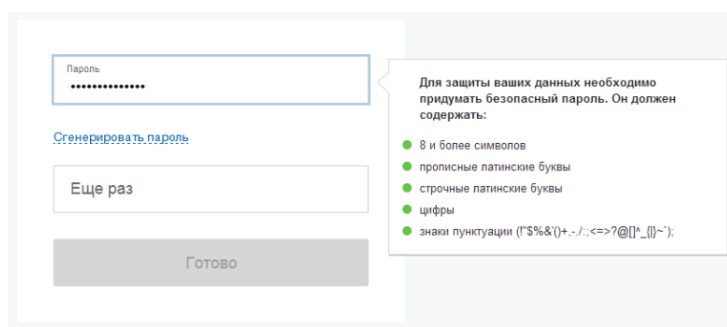 Пароль
••••••••••••••
Сгенерировать пароль
Еще раз
Готово
Для защиты ваших данных необходимо
придумать безопасный пароль. Он должен
содержать:
8 и более символов
прописные латинские буквы
строчные латинские буквы
цифры
знаки пунктуации (!"$%&'()+,-./:;<=>?@[]^_{|}~`);